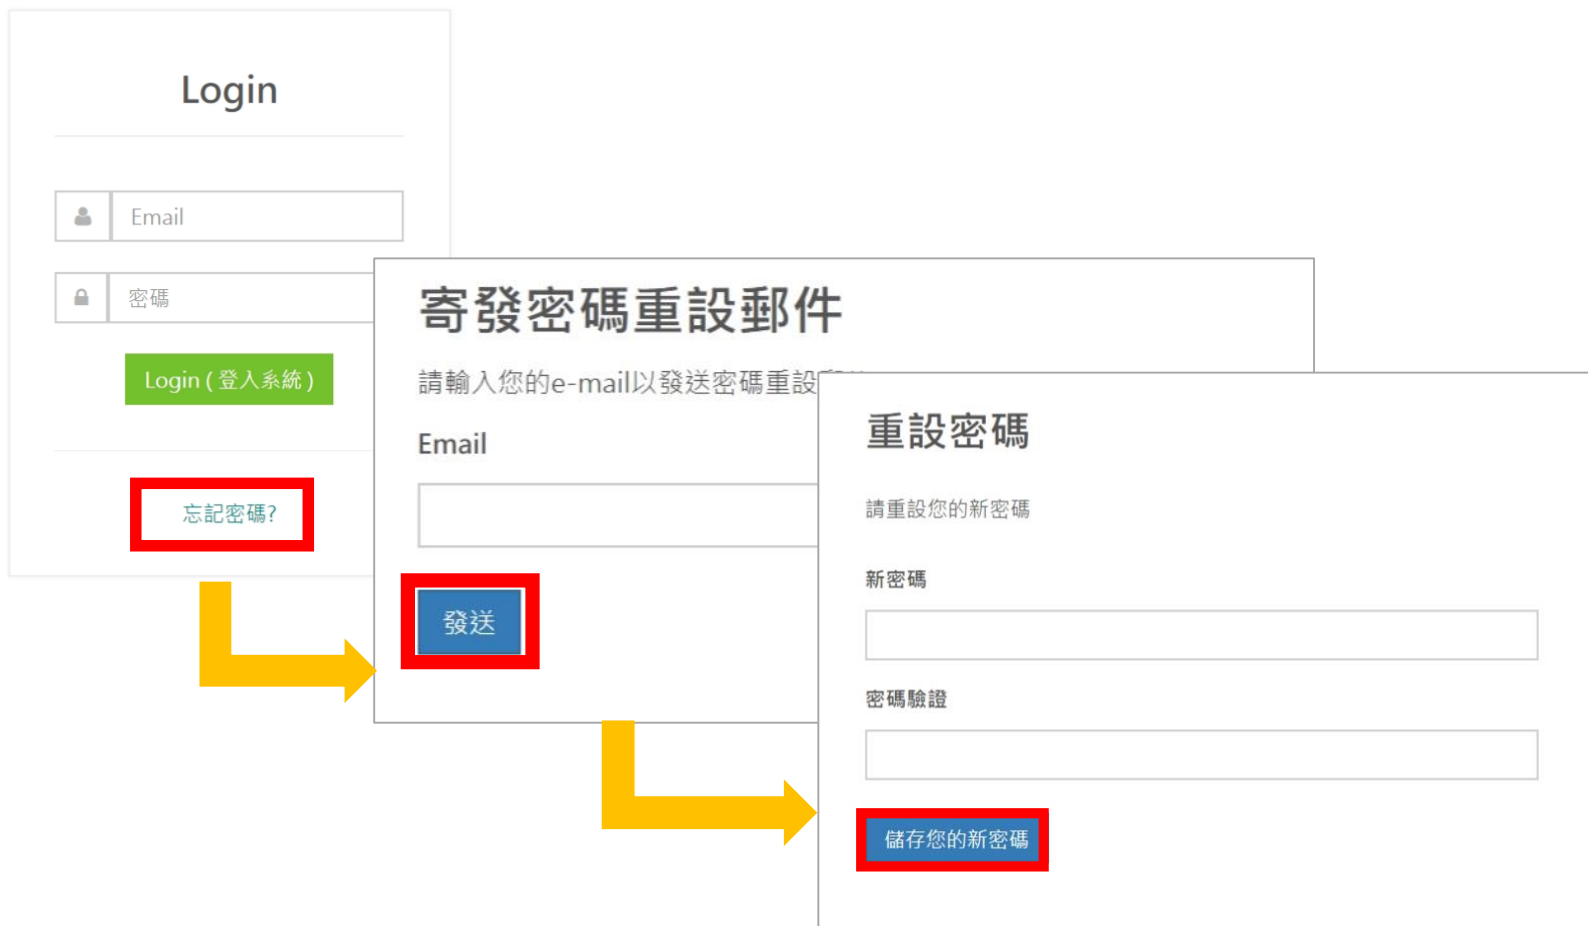 Login
Email
密碼
Login ( 登入系統 )
忘記密碼?
寄發密碼重設郵件
請輸入您的e-mail以發送密碼重設
Email
發送
重設密碼
請重設您的新密碼
新密碼
密碼驗證
儲存您的新密碼